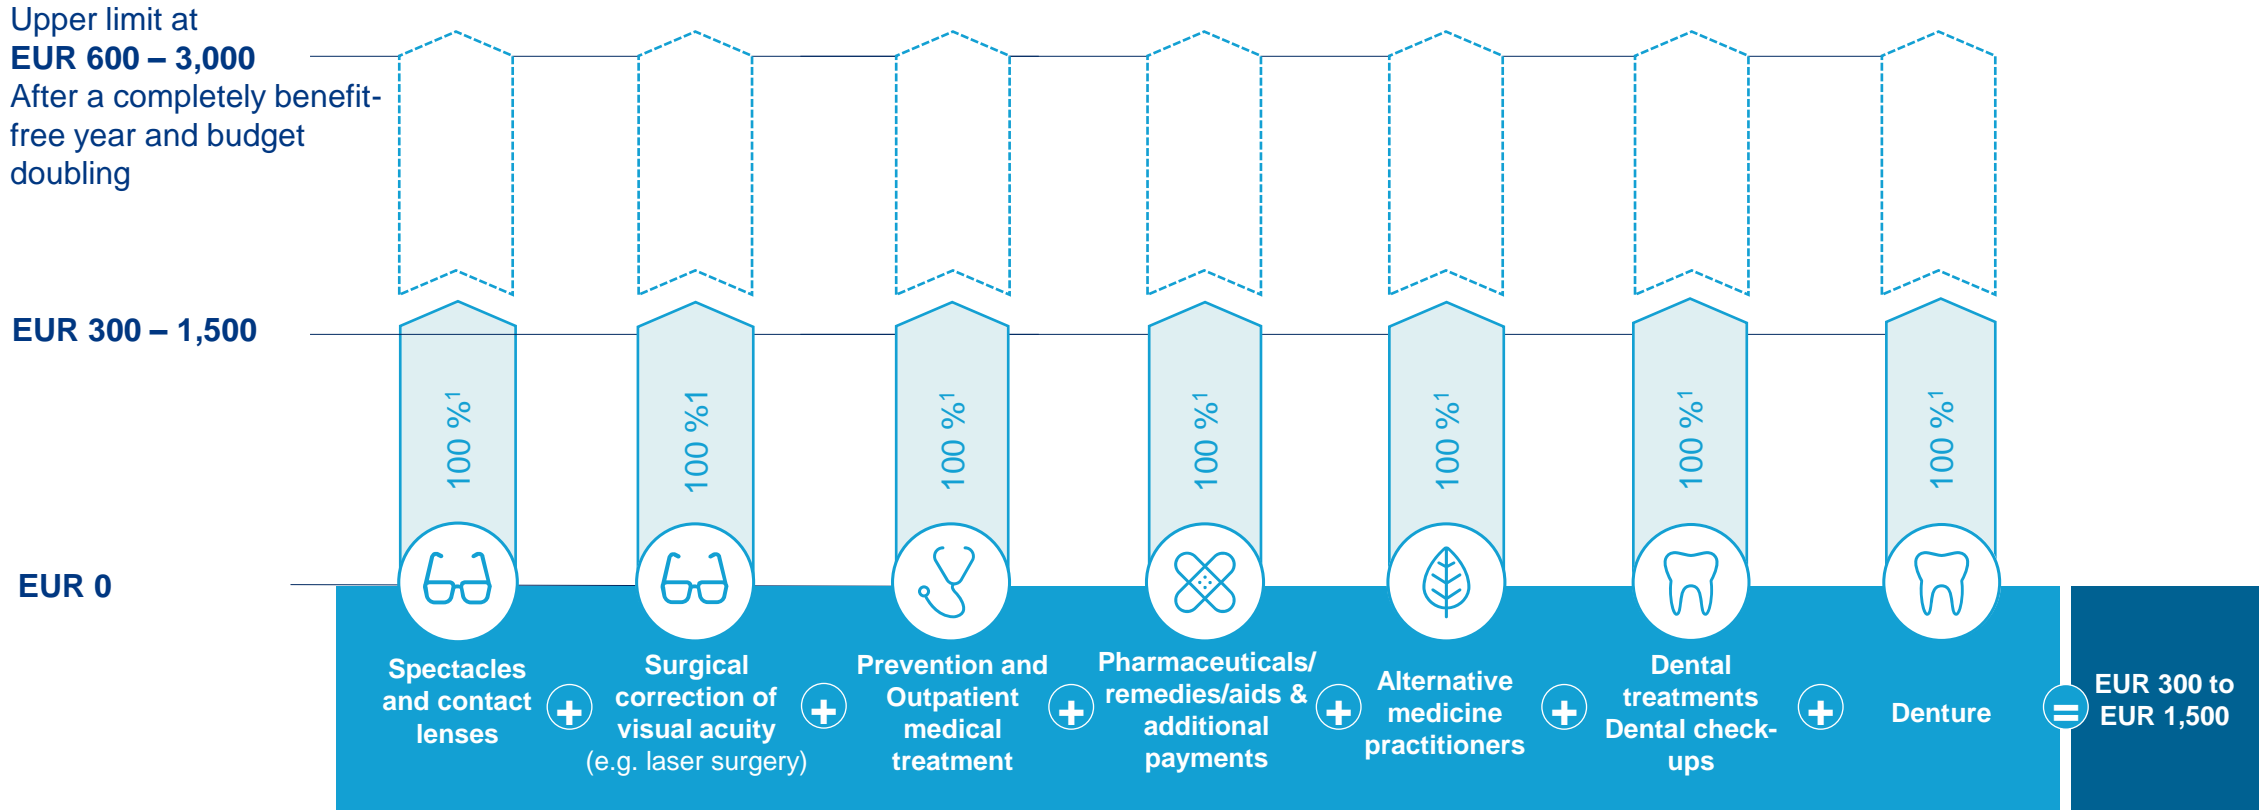 Upper limit at
EUR 600 – 3,000
After a completely benefit-
free year and budget
doubling
EUR 300 – 1,500
100 %¹
100 %1
100 %¹
100 %¹
100 %¹
100 %¹
100 %¹
EUR 0
Spectacles
and contact
lenses
+
Surgical
correction of
visual acuity
(e.g. laser surgery)
+
Prevention and
Outpatient
medical
treatment
+
Pharmaceuticals/
remedies/aids &
additional
payments
+
Alternative
medicine
practitioners
+
Dental
treatments
Dental check-
ups
+
Denture
=
EUR 300 to
EUR 1,500